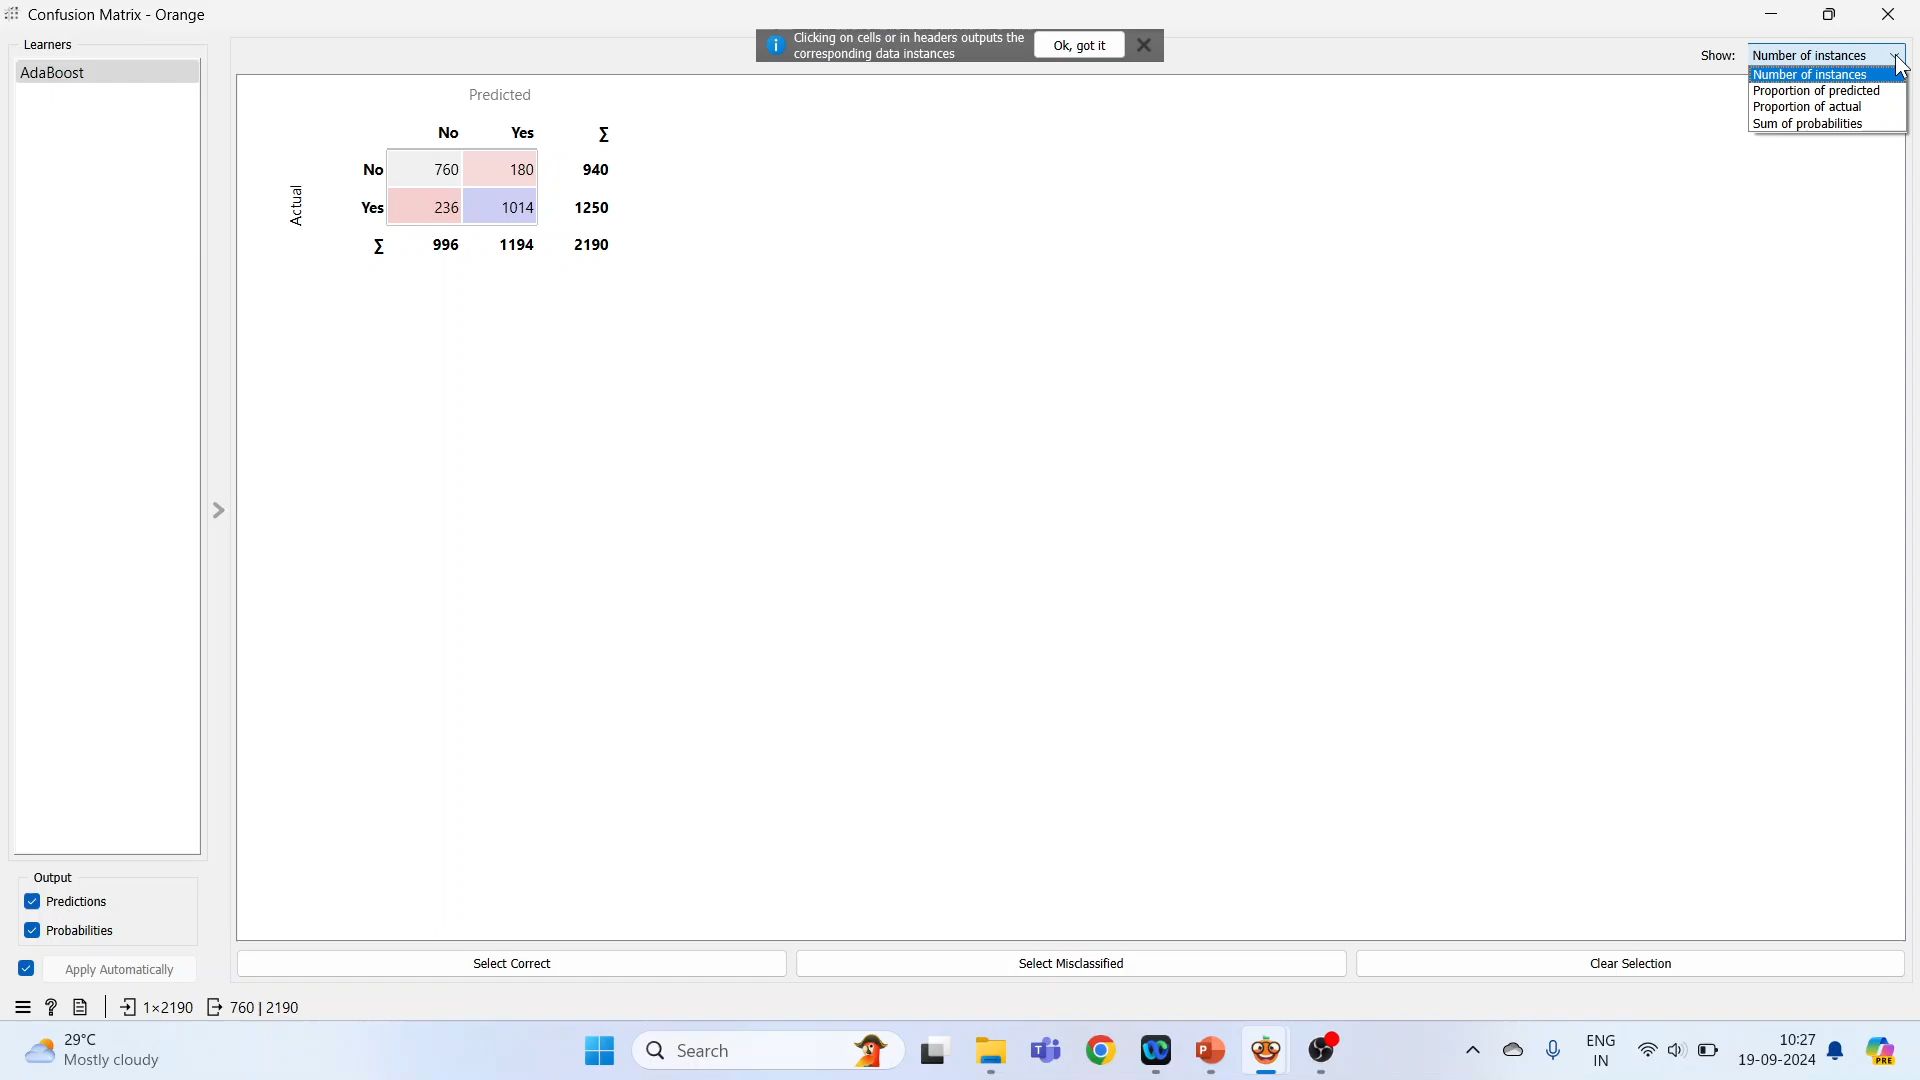 Confusion Matrix - Orange
Learners
AdaBoost
Clicking on cells or in headers outputs the
corresponding data instances
Ok, got it
Show: Number of instances
Number of instances
Proportion of predicted
Proportion of actual
Sum of probabilities
Predicted
No Yes ∑
No 760 180 940
Actual
Yes 236 1014 1250
∑ 996 1194 2190
Output
Predictions
Probabilities
Apply Automatically
Select Correct
Select Misclassified
Clear Selection
1×2190 760 | 2190
29°C
Mostly cloudy
Search
ENG
IN
10:27
19-09-2024
PRE